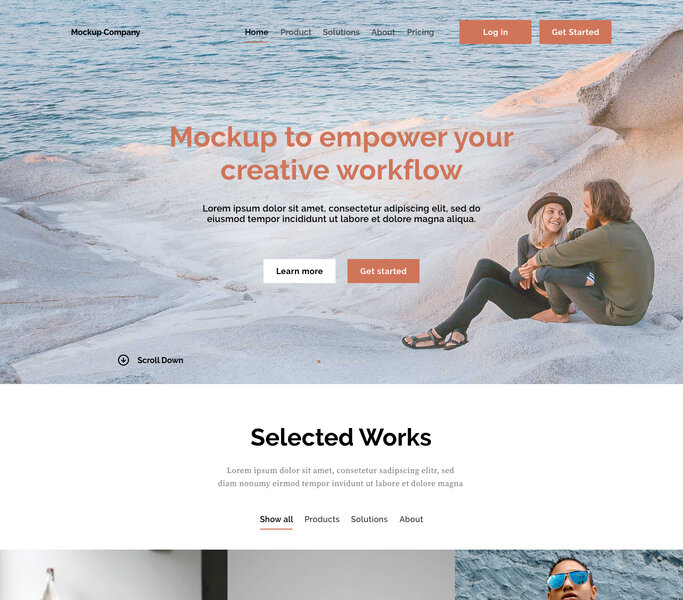 Mockup Company
Home Product Solutions About Pricing
Log in
Get Started
Mockup to empower your
creative workflow
Lorem ipsum dolor sit amet, consectetur adipiscing elit, sed do
eiusmod tempor incididunt ut labore et dolore magna aliqua.
Learn more
Get started
Scroll Down
Selected Works
Lorem ipsum dolor sit amet, consetetur sadipscing elitr, sed
diam nonumy eirmod tempor invidunt ut labore et dolore magna
Show all Products Solutions About